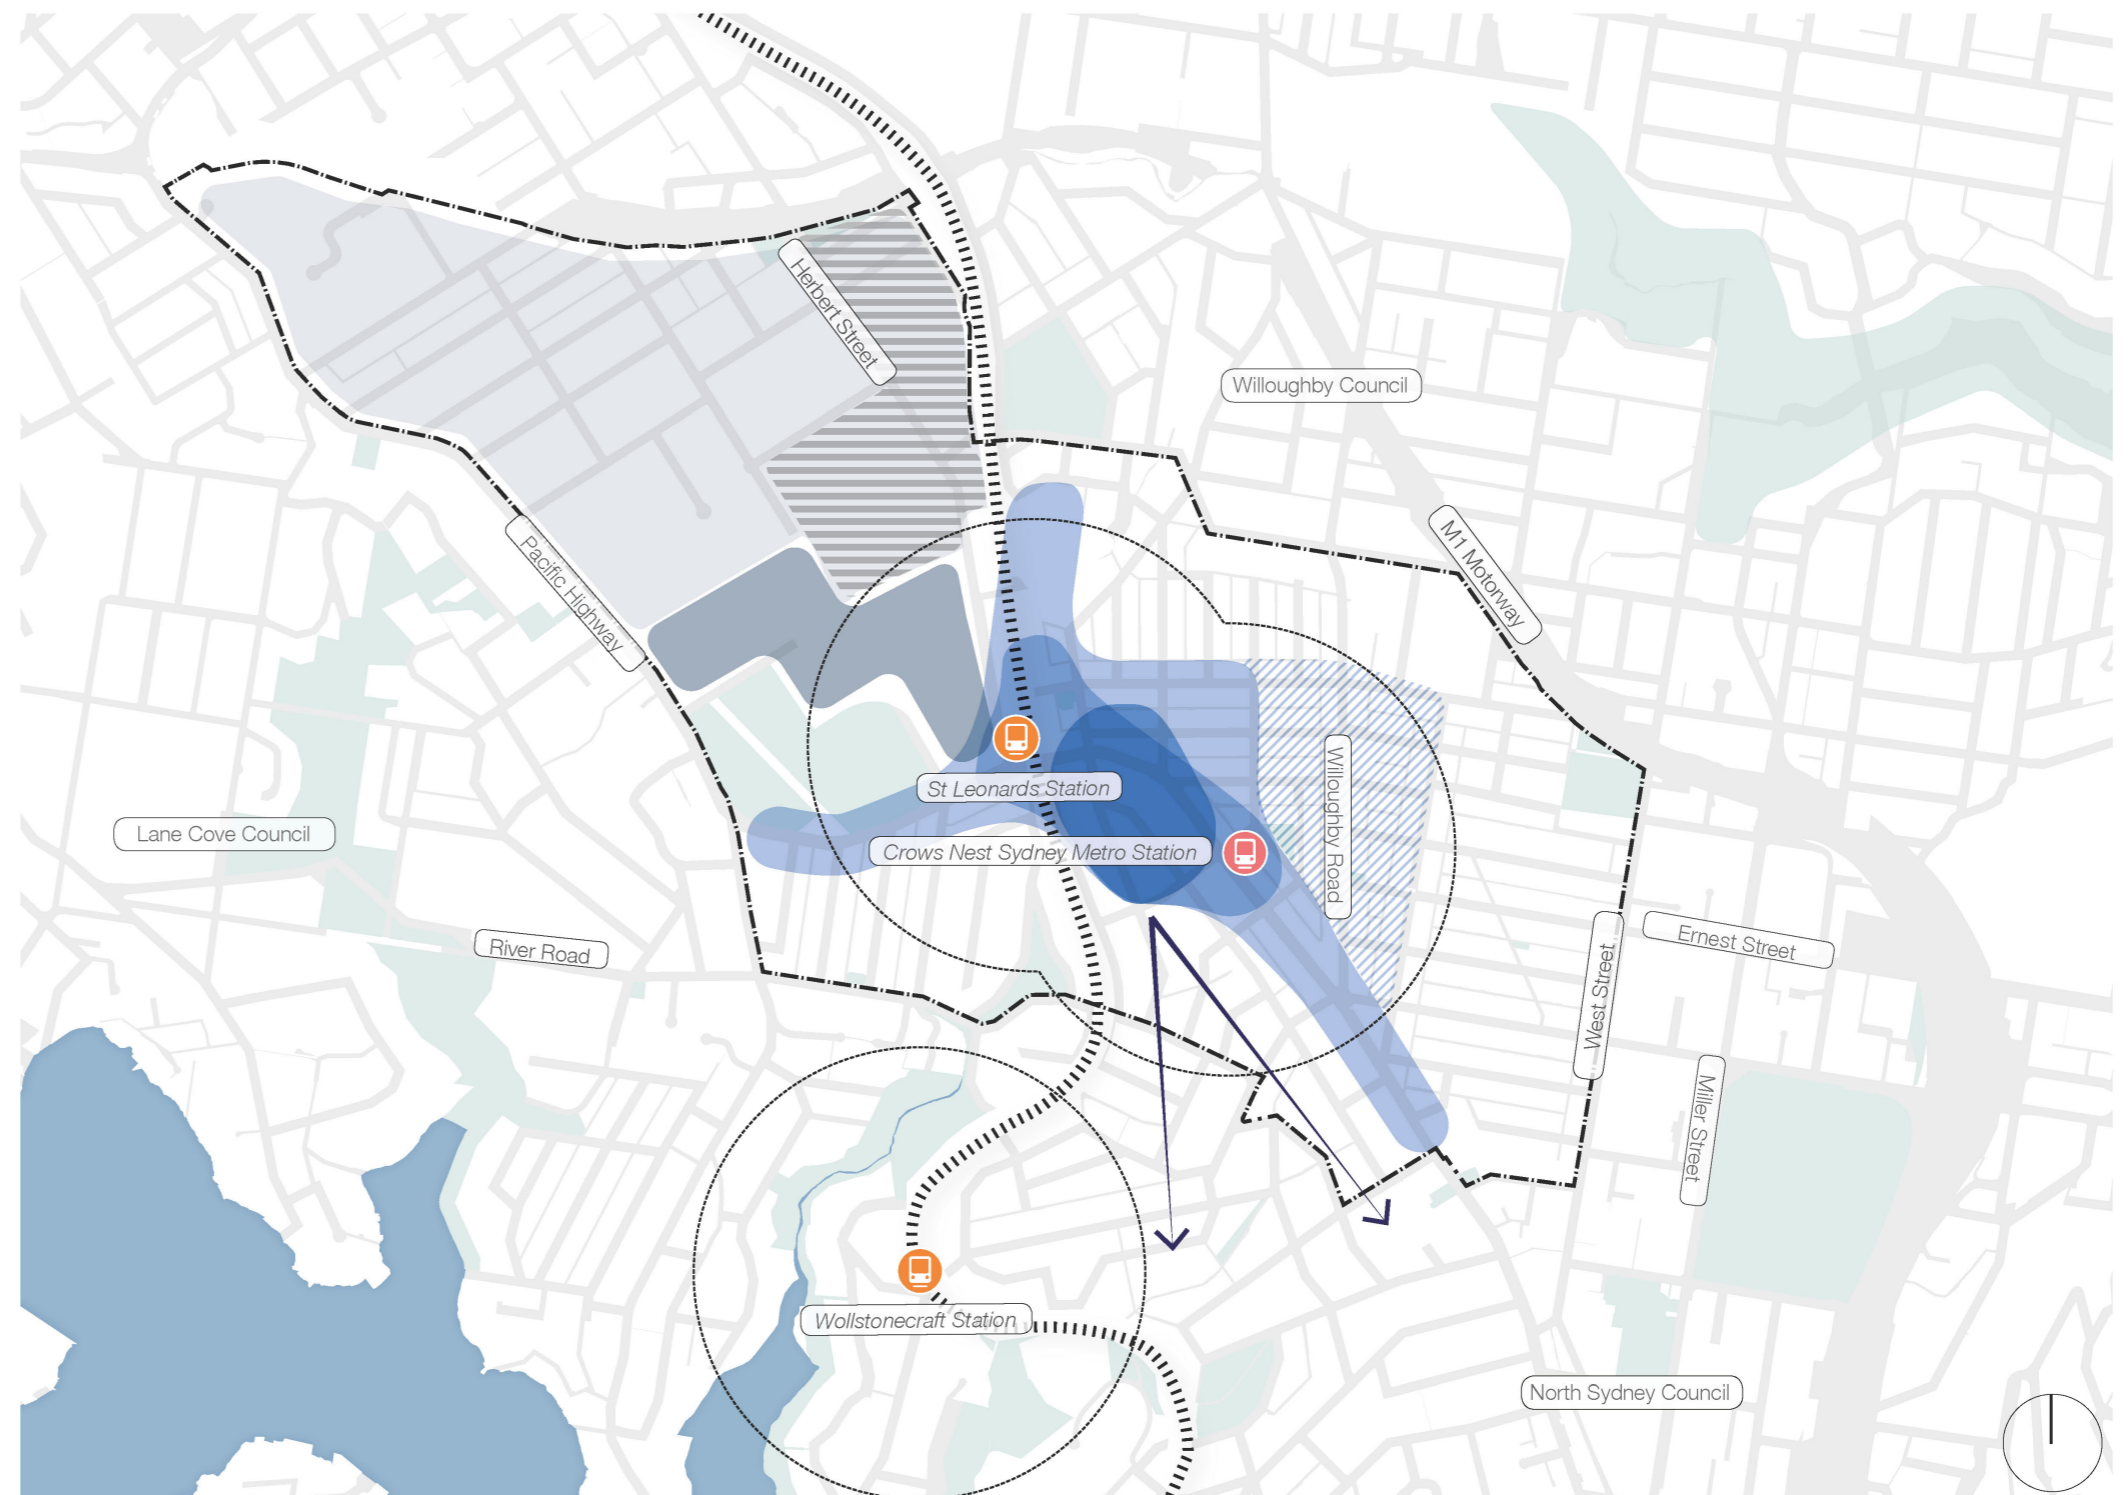 Herbert Street
Willoughby Council
Pacific Highway
M1 Motorway
St Leonards Station
Willoughby Road
Lane Cove Council
Crows Nest Sydney Metro Station
River Road
Ernest Street
West Street
Miller Street
Wollstonecraft Station
North Sydney Council